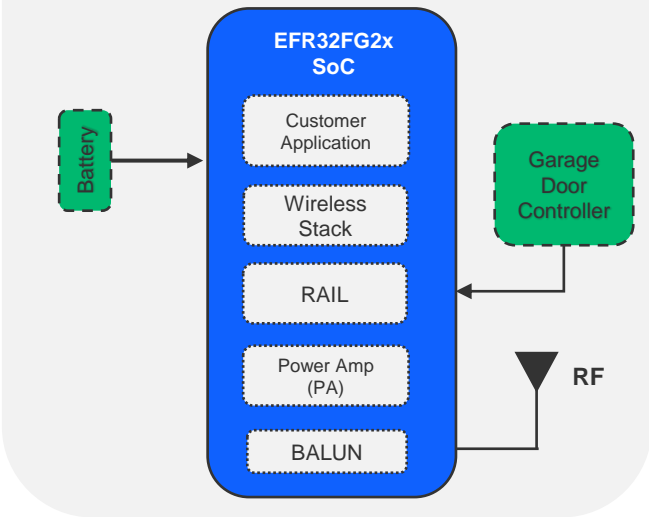 EFR32FG2x
SoC
Customer
Application
Battery
Garage
Door
Controller
Wireless
Stack
RAIL
Power Amp
(PA)
RF
BALUN